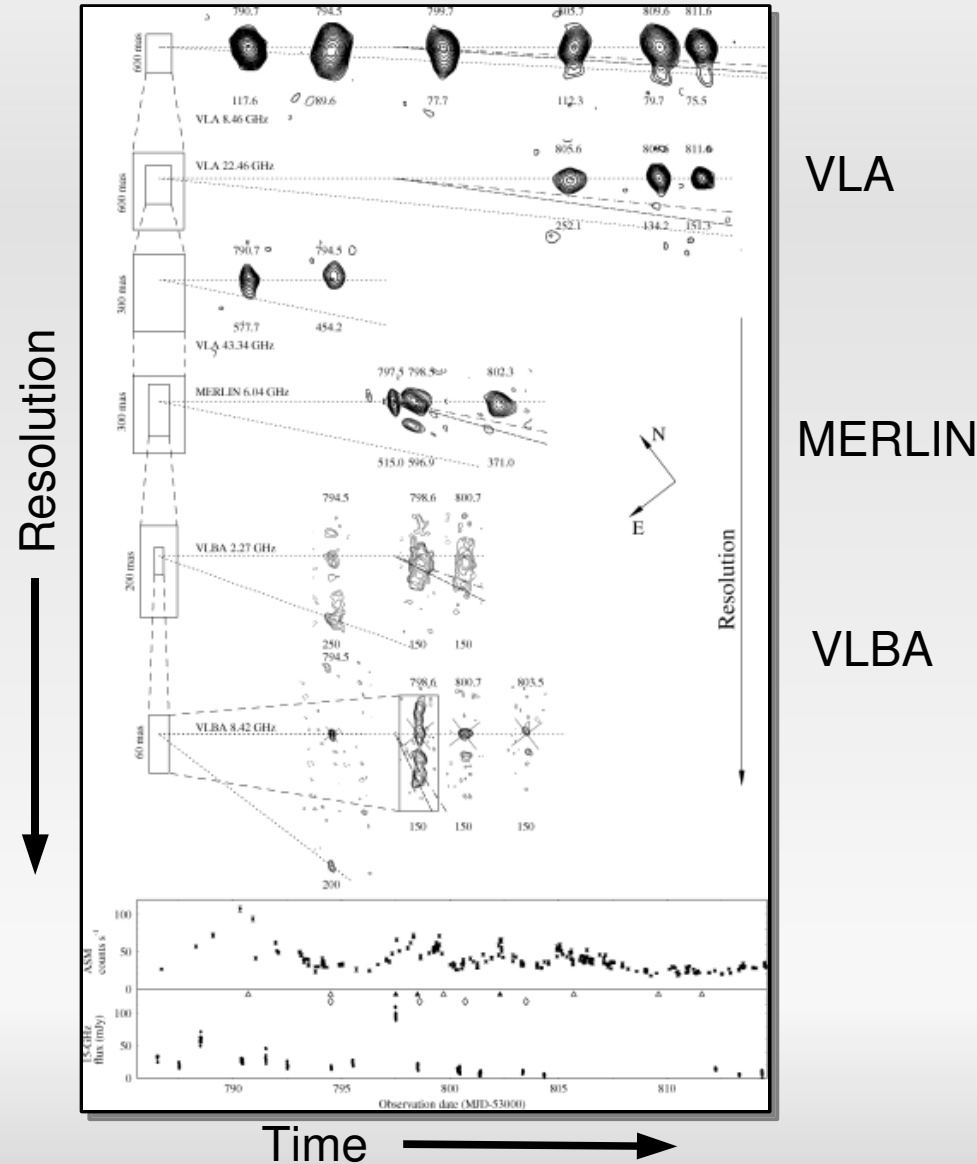 790.7 794.5 799.7 805.7 809.6 811.6
600 mas
117.6 89.6 77.7 112.3 79.7 75.5
VLA 8.46 GHz
VLA 22.46 GHz
805.6 809.6 811.6
600 mas
252.1 134.2 151.3
VLA
790.7 794.5
300 mas
577.7 454.2
VLA 43.34 GHz
797.5 798.5 802.3
MERLIN 6.04 GHz
300 mas
515.0 596.9 371.0
MERLIN
N
E
Resolution
Resolution
794.5 798.6 800.7
VLBA 2.27 GHz
200 mas
250 150 150
VLBA
794.5
798.6 800.7 803.5
VLBA 8.42 GHz
60 mas
150 150 150
200
100
50
0
ASM
counts s⁻¹
100
50
0
15-GHz
flux (mJy)
790 795 800 805 810
Observation date (MJD-53000)
Time